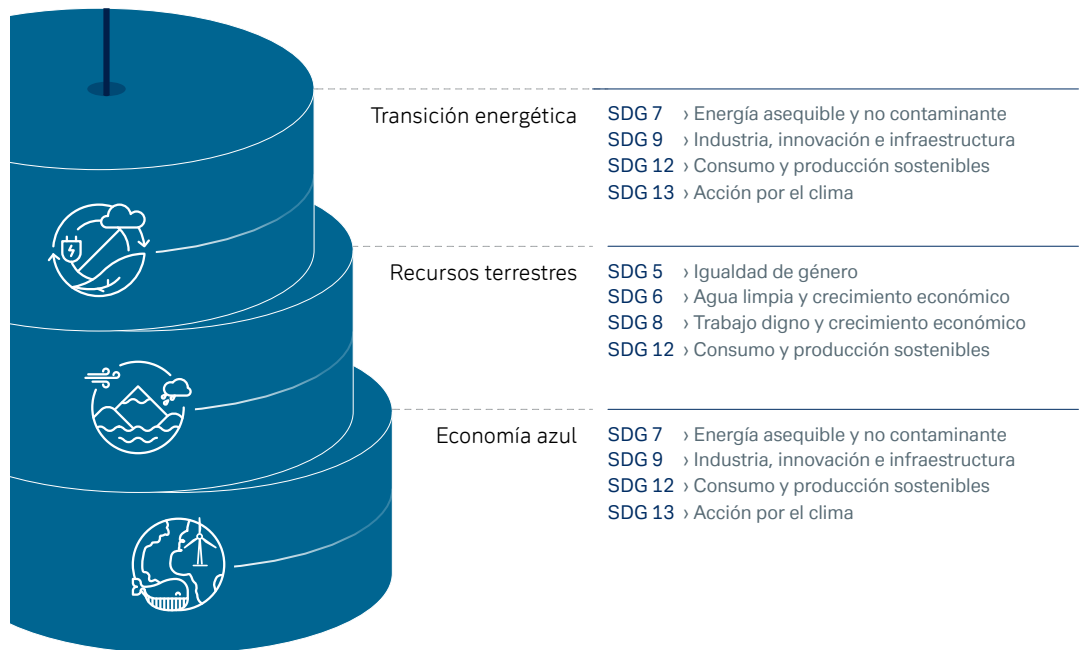 Transición energética
SDG 7 › Energía asequible y no contaminante
SDG 9 › Industria, innovación e infraestructura
SDG 12 › Consumo y producción sostenibles
SDG 13 › Acción por el clima
Recursos terrestres
SDG 5 › Igualdad de género
SDG 6 › Agua limpia y crecimiento económico
SDG 8 › Trabajo digno y crecimiento económico
SDG 12 › Consumo y producción sostenibles
Economía azul
SDG 7 › Energía asequible y no contaminante
SDG 9 › Industria, innovación e infraestructura
SDG 12 › Consumo y producción sostenibles
SDG 13 › Acción por el clima